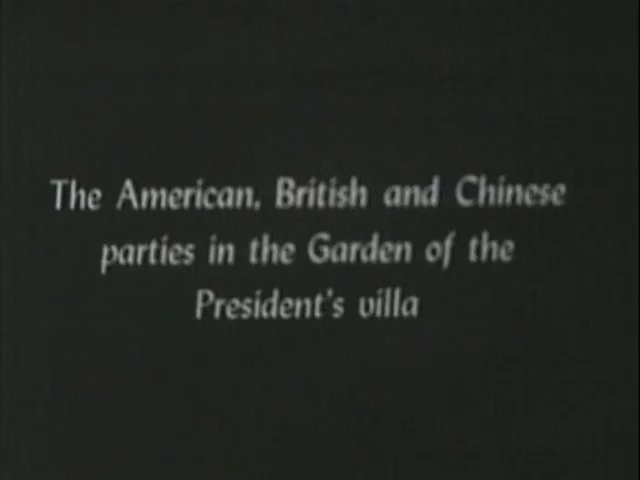 The American, British and Chinese
parties in the Garden of the
President's villa